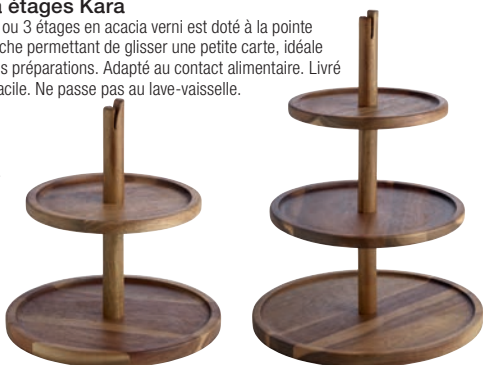 étages Kara
ou 3 étages en acacia verni est doté à la pointe
che permettant de glisser une petite carte, idéale
s préparations. Adapté au contact alimentaire. Livré
acile. Ne passe pas au lave-vaisselle.